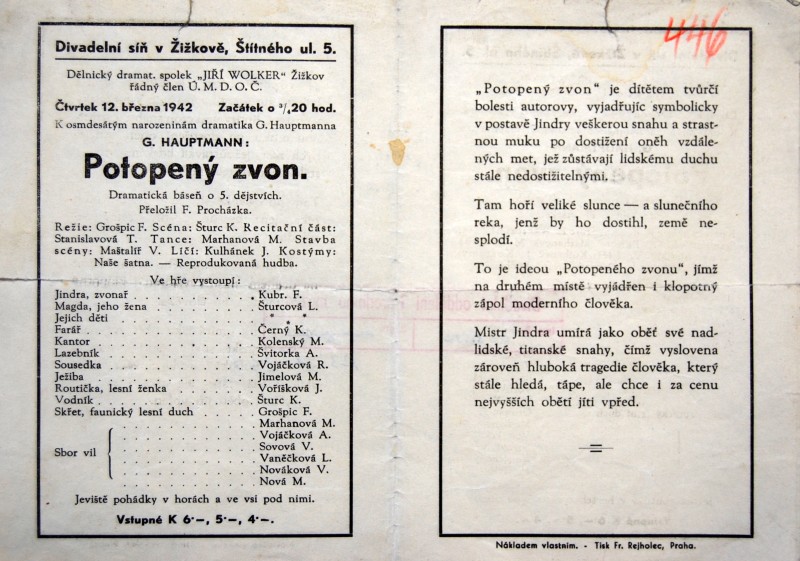 Divadelní síň v Žižkově, Štítného ul. 5.
Dělnický dramat. spolek „JIŘÍ WOLKER" Žižkov
řádný člen Ú. M. D. O. Č.
Čtvrtek 12. března 1942 Začátek o ³/₄20 hod.
K osmdesátým narozeninám dramatika G. Hauptmanna
G. HAUPTMANN:
Potopený zvon.
Dramatická báseň o 5. dějstvích.
Přeložil F. Procházka.
Režie: Grošpic F. Scéna: Šturc K. Recitační část:
Stanislavová T. Tance: Marhanová M. Stavba
scény: Maštalíř V. Líčí: Kulhánek J. Kostýmy:
Naše šatna. — Reprodukovaná hudba.
Ve hře vystoupí:
Jindra, zvonař . . . . . . . . . . Kubr. F.
Magda, jeho žena . . . . . . . . . Šturcová L.
Jejich děti . . . . . . . . . . . * * *
Farář . . . . . . . . . . . . . Černý K.
Kantor . . . . . . . . . . . . Kolenský M.
Lazebník . . . . . . . . . . . Švitorka A.
Sousedka . . . . . . . . . . . Vojáčková R.
Ježiba . . . . . . . . . . . . Jimelová M.
Routička, lesní ženka . . . . . . . Voříšková J.
Vodník . . . . . . . . . . . . Šturc K.
Skřet, faunický lesní duch . . . . . Grošpic F.
Sbor vil { . . . . . . . . Marhanová M.
. . . . . . . . Vojáčková A.
. . . . . . . . Sovová V.
. . . . . . . . Vaněčková L.
. . . . . . . . Nováková V.
. . . . . . . . Nová M.
Jeviště pohádky v horách a ve vsi pod nimi.
Vstupné K 6·–, 5·–, 4·–.
446
„Potopený zvon" je dítětem tvůrčí
bolesti autorovy, vyjadřujíc symbolicky
v postavě Jindry veškerou snahu a strast-
nou muku po dostižení oněh vzdále-
ných met, jež zůstávají lidskému duchu
stále nedostižitelnými.
Tam hoří veliké slunce — a slunečního
reka, jenž by ho dostihl, země ne-
splodí.
To je ideou „Potopeného zvonu", jímž
na druhém místě vyjádřen i klopotný
zápol moderního člověka.
Mistr Jindra umírá jako oběť své nad-
lidské, titanské snahy, čímž vyslovena
zároveň hluboká tragedie člověka, který
stále hledá, tápe, ale chce i za cenu
nejvyšších obětí jíti vpřed.
Nákladem vlastním. - Tisk Fr. Rejholec, Praha.